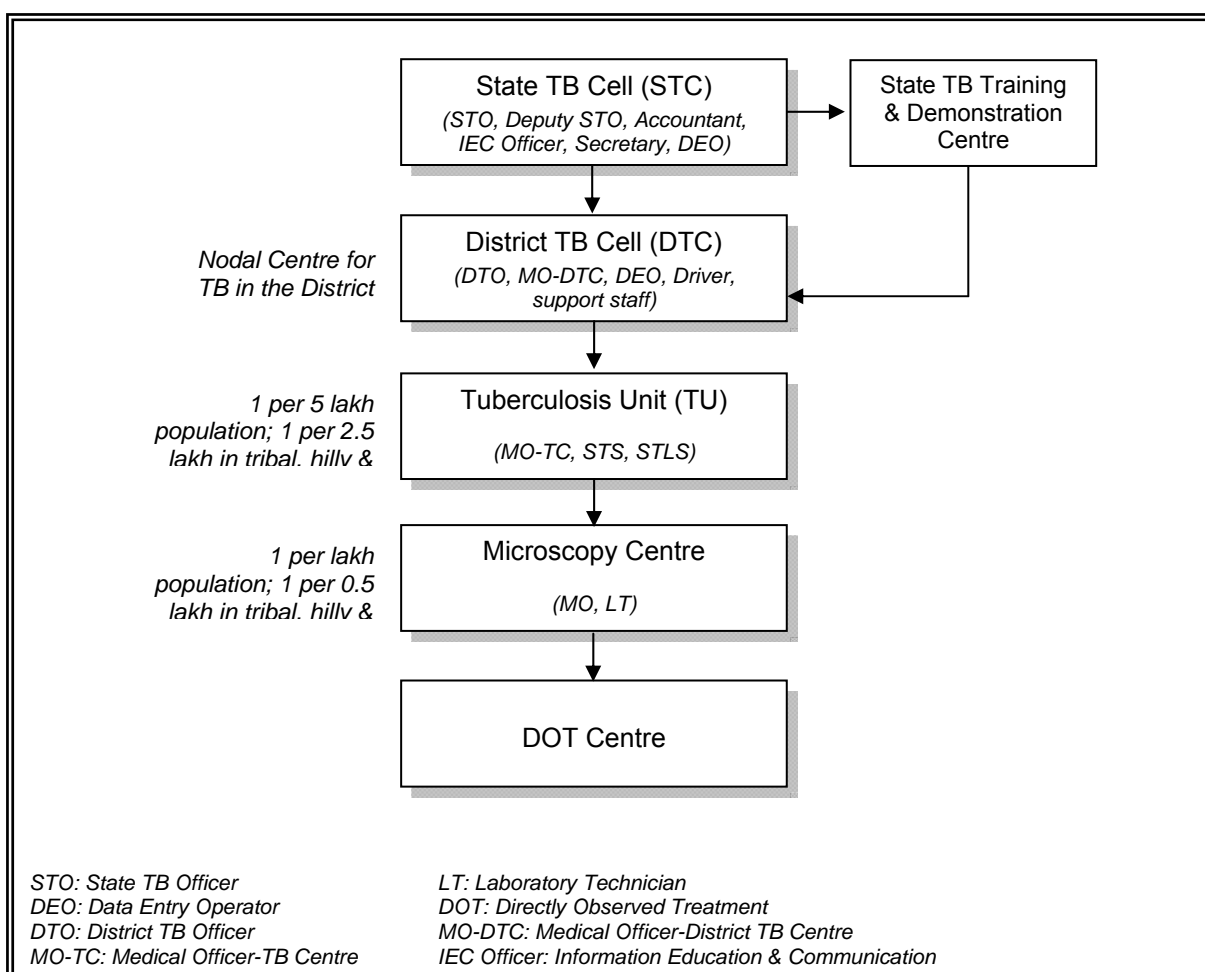 State TB Cell (STC)
(STO, Deputy STO, Accountant,
IEC Officer, Secretary, DEO)
State TB Training
& Demonstration
Centre
Nodal Centre for
TB in the District
District TB Cell (DTC)
(DTO, MO-DTC, DEO, Driver,
support staff)
1 per 5 lakh
population; 1 per 2.5
lakh in tribal, hilly &
Tuberculosis Unit (TU)
(MO-TC, STS, STLS)
1 per lakh
population; 1 per 0.5
lakh in tribal, hilly &
Microscopy Centre
(MO, LT)
DOT Centre
STO: State TB Officer
DEO: Data Entry Operator
DTO: District TB Officer
MO-TC: Medical Officer-TB Centre
LT: Laboratory Technician
DOT: Directly Observed Treatment
MO-DTC: Medical Officer-District TB Centre
IEC Officer: Information Education & Communication